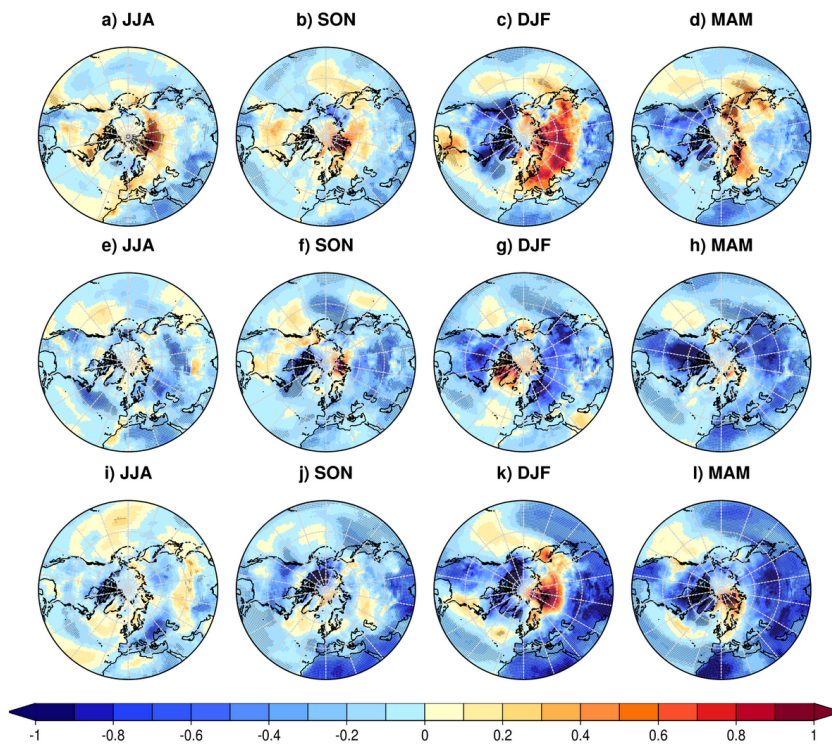 a) JJA b) SON c) DJF d) MAM
e) JJA f) SON g) DJF h) MAM
i) JJA j) SON k) DJF l) MAM
-1 -0.8 -0.6 -0.4 -0.2 0 0.2 0.4 0.6 0.8 1